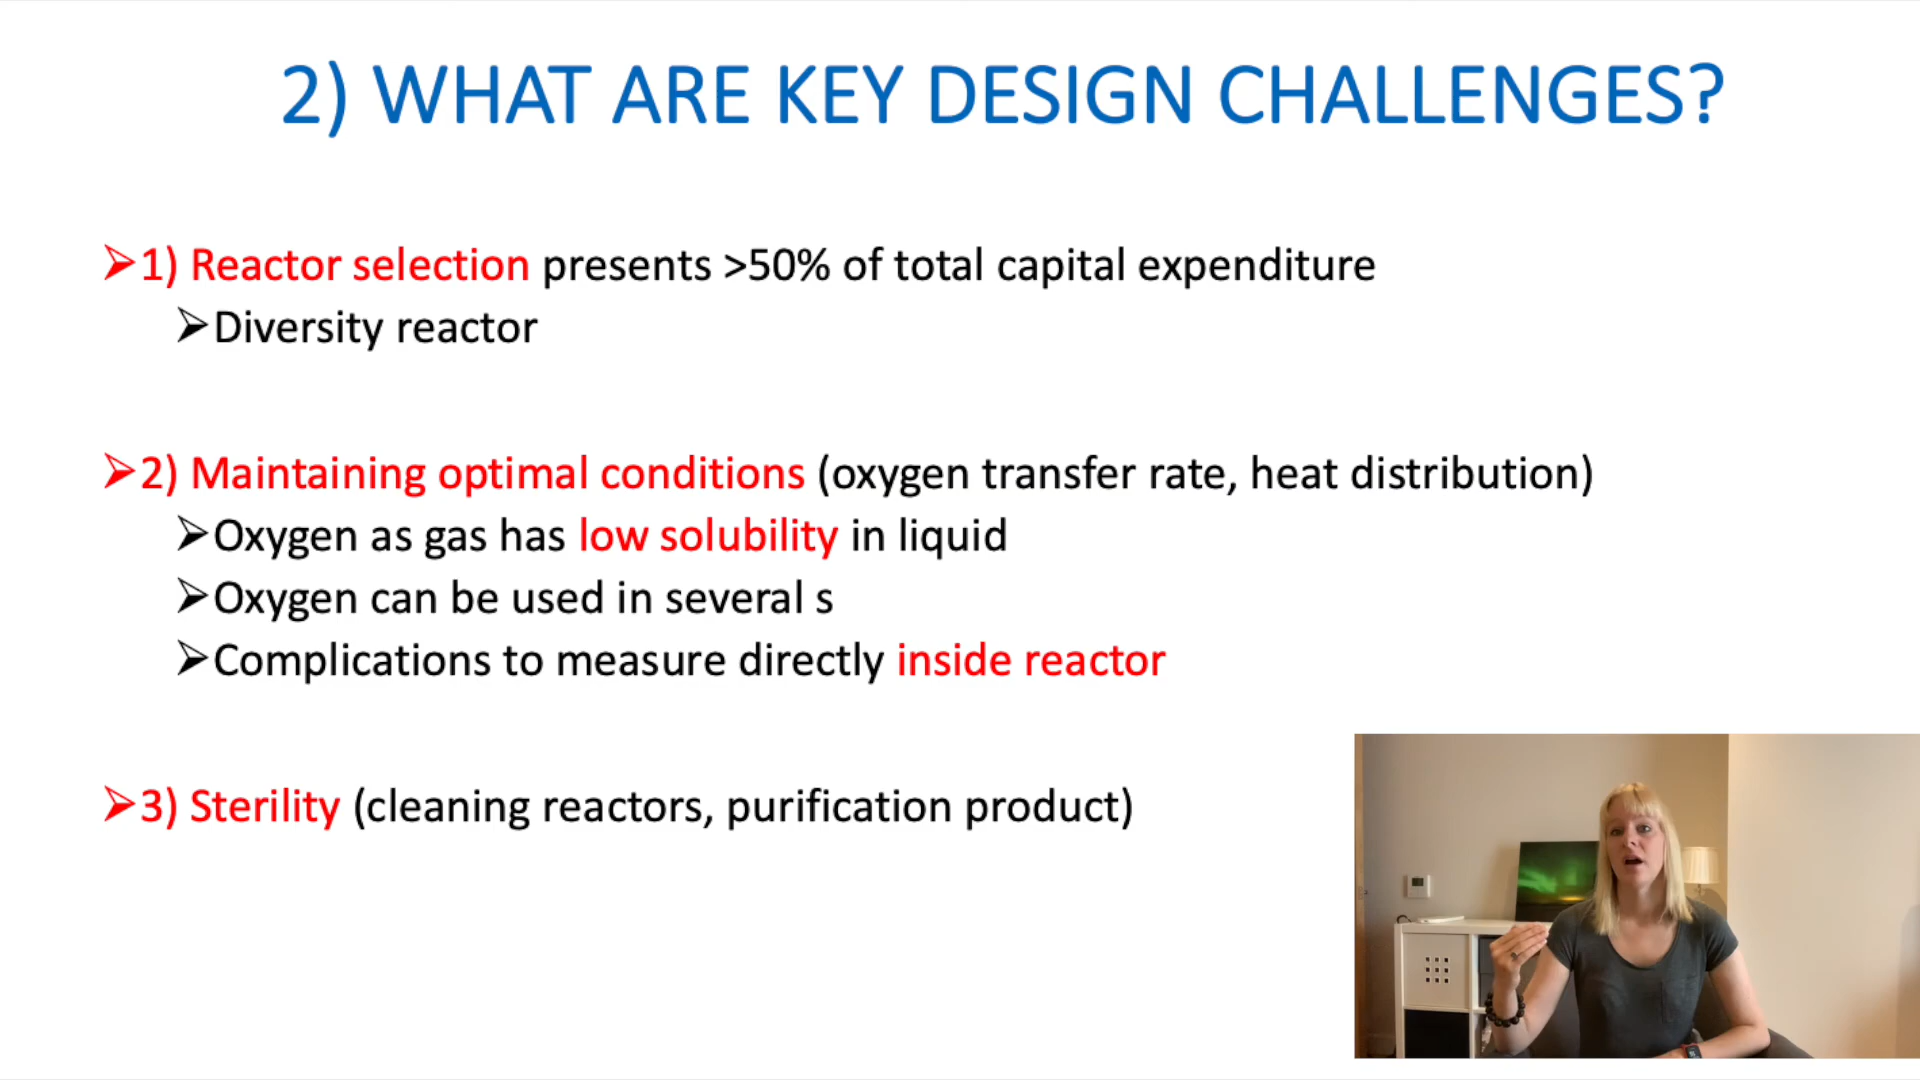 2) WHAT ARE KEY DESIGN CHALLENGES?
➢1) Reactor selection presents >50% of total capital expenditure
➢Diversity reactor
➢2) Maintaining optimal conditions (oxygen transfer rate, heat distribution)
➢Oxygen as gas has low solubility in liquid
➢Oxygen can be used in several s
➢Complications to measure directly inside reactor
➢3) Sterility (cleaning reactors, purification product)